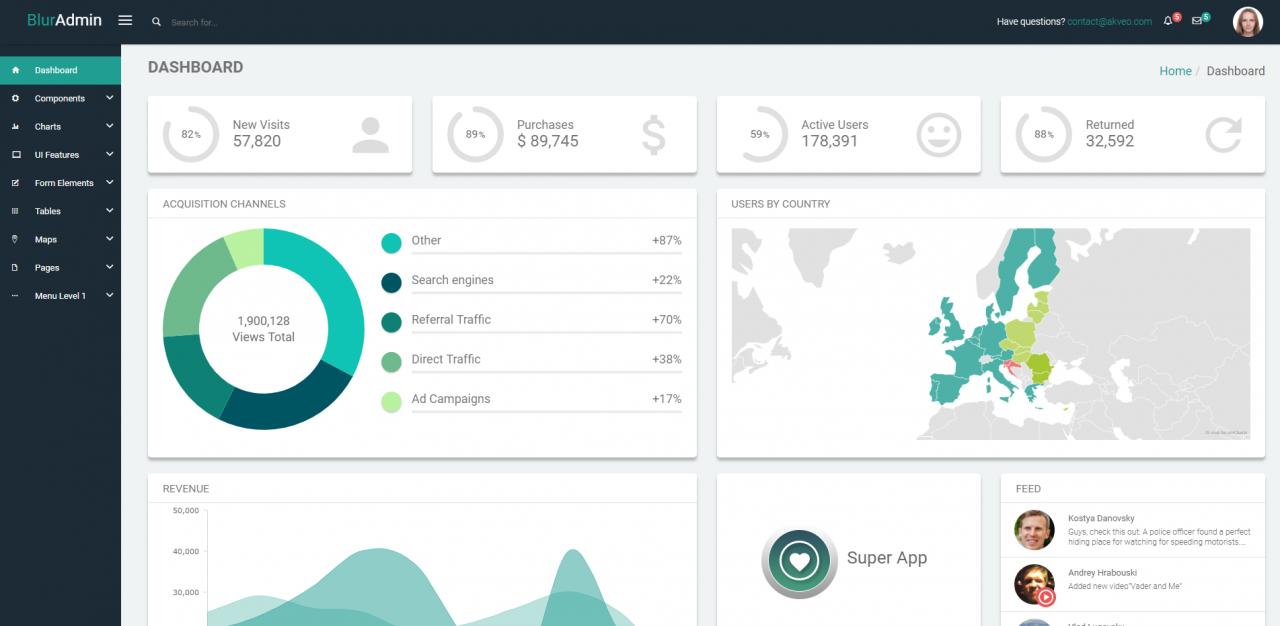 BlurAdmin
Search for...
Have questions? contact@akveo.com
5
5
Dashboard
Components
Charts
UI Features
Form Elements
Tables
Maps
Pages
Menu Level 1
DASHBOARD
Home / Dashboard
82%
New Visits
57,820
89%
Purchases
$ 89,745
59%
Active Users
178,391
88%
Returned
32,592
ACQUISITION CHANNELS
1,900,128
Views Total
Other +87%
Search engines +22%
Referral Traffic +70%
Direct Traffic +38%
Ad Campaigns +17%
USERS BY COUNTRY
REVENUE
50,000
40,000
30,000
Super App
FEED
Kostya Danovsky
Guys, check this out. A police officer found a perfect
hiding place for watching for speeding motorists....
Andrey Hrabouski
Added new video"Vader and Me"